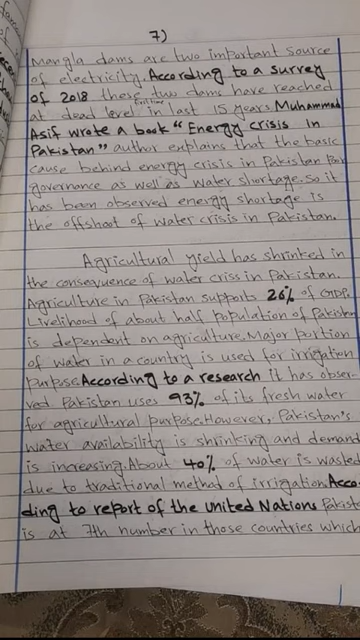 7)
Mangla dams are two important source
of electricity. According to a surrey
of 2018 these two dams have reached
at dead level in last 15 years. Muhammad
Asif wrote a book "Energy crisis In
Pakistan" author explains that the basic
cause behind energy crisis in Pakistan
governance as well as water shortage. So it
has been observed energy shortage is
the offshoot of water crisis in Pakistan.
Agricultural yield has shrinked in
the consequence of water criss in Pakistan.
Agriculture in Pakistan supports 26% of GDP.
Livelihood of about half population of Pakistan
is dependent on agriculture. Major portion
of water in a country is used for irrigation
purpose. According to a research it has obser-
ved Pakistan uses 93% of its fresh water
for agricultural purpose. However, Pakistan's
water availability is shrinking and demand
is increasing. About 40% of water is wasted
due to traditional method of irrigation. Acco-
ding to report of the united Nations
is at 7th number in those countries which